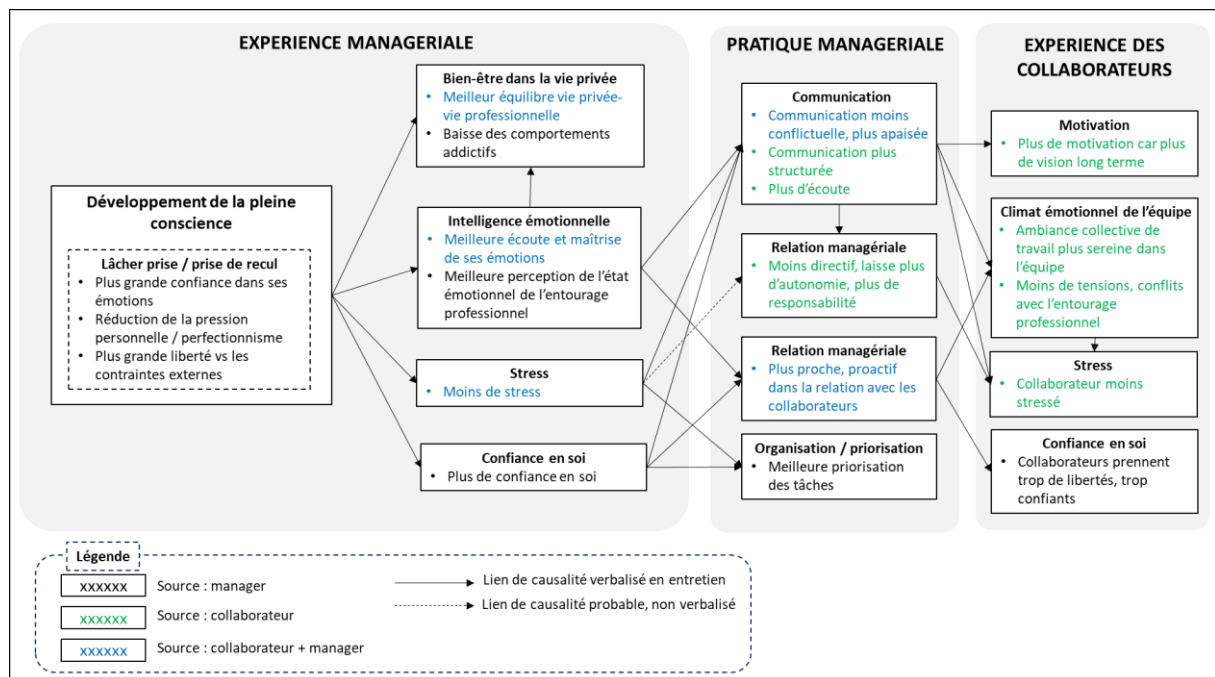 EXPERIENCE MANAGERIALE
Développement de la pleine
conscience
Lâcher prise / prise de recul
• Plus grande confiance dans ses
émotions
• Réduction de la pression
personnelle / perfectionnisme
• Plus grande liberté vs les
contraintes externes
Bien-être dans la vie privée
• Meilleur équilibre vie privée-
vie professionnelle
• Baisse des comportements
addictifs
Intelligence émotionnelle
• Meilleure écoute et maîtrise
de ses émotions
• Meilleure perception de l'état
émotionnel de l'entourage
professionnel
Stress
• Moins de stress
Confiance en soi
• Plus de confiance en soi
PRATIQUE MANAGERIALE
Communication
• Communication moins
conflictuelle, plus apaisée
• Communication plus
structurée
• Plus d'écoute
Relation managériale
• Moins directif, laisse plus
d'autonomie, plus de
responsabilité
Relation managériale
• Plus proche, proactif
dans la relation avec les
collaborateurs
Organisation / priorisation
• Meilleure priorisation
des tâches
EXPERIENCE DES
COLLABORATEURS
Motivation
• Plus de motivation car plus
de vision long terme
Climat émotionnel de l'équipe
• Ambiance collective de
travail plus sereine dans
l'équipe
• Moins de tensions, conflits
avec l'entourage
professionnel
Stress
• Collaborateur moins
stressé
Confiance en soi
• Collaborateurs prennent
trop de libertés, trop
confiants
Légende
xxxxxx Source : manager
xxxxxx Source : collaborateur
xxxxxx Source : collaborateur + manager
Lien de causalité verbalisé en entretien
Lien de causalité probable, non verbalisé